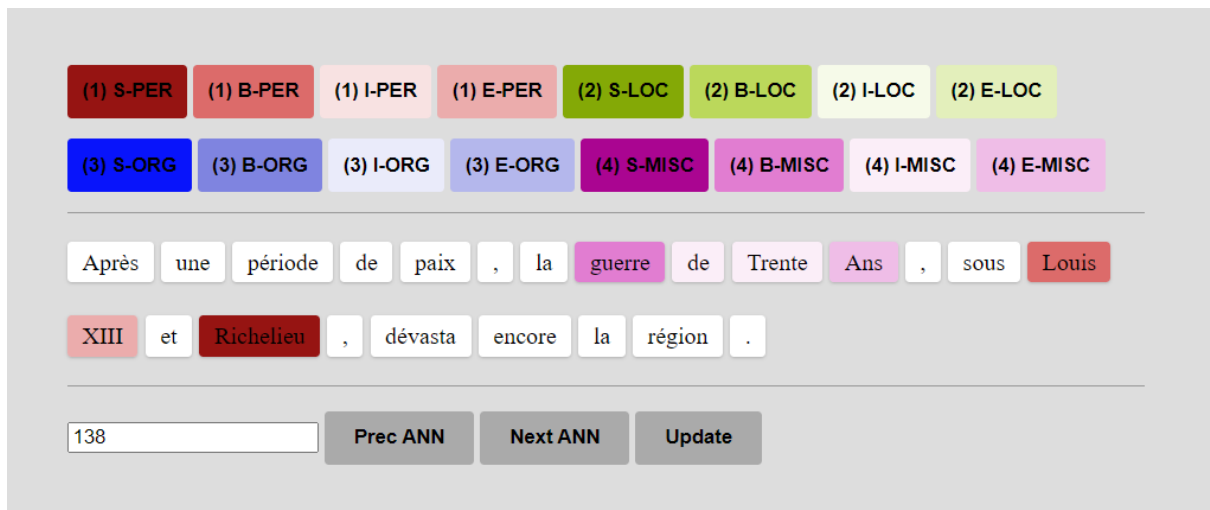 (1) S-PER (1) B-PER (1) I-PER (1) E-PER (2) S-LOC (2) B-LOC (2) I-LOC (2) E-LOC
(3) S-ORG (3) B-ORG (3) I-ORG (3) E-ORG (4) S-MISC (4) B-MISC (4) I-MISC (4) E-MISC
Après une période de paix , la guerre de Trente Ans , sous Louis
XIII et Richelieu , dévasta encore la région .
138 Prec ANN Next ANN Update